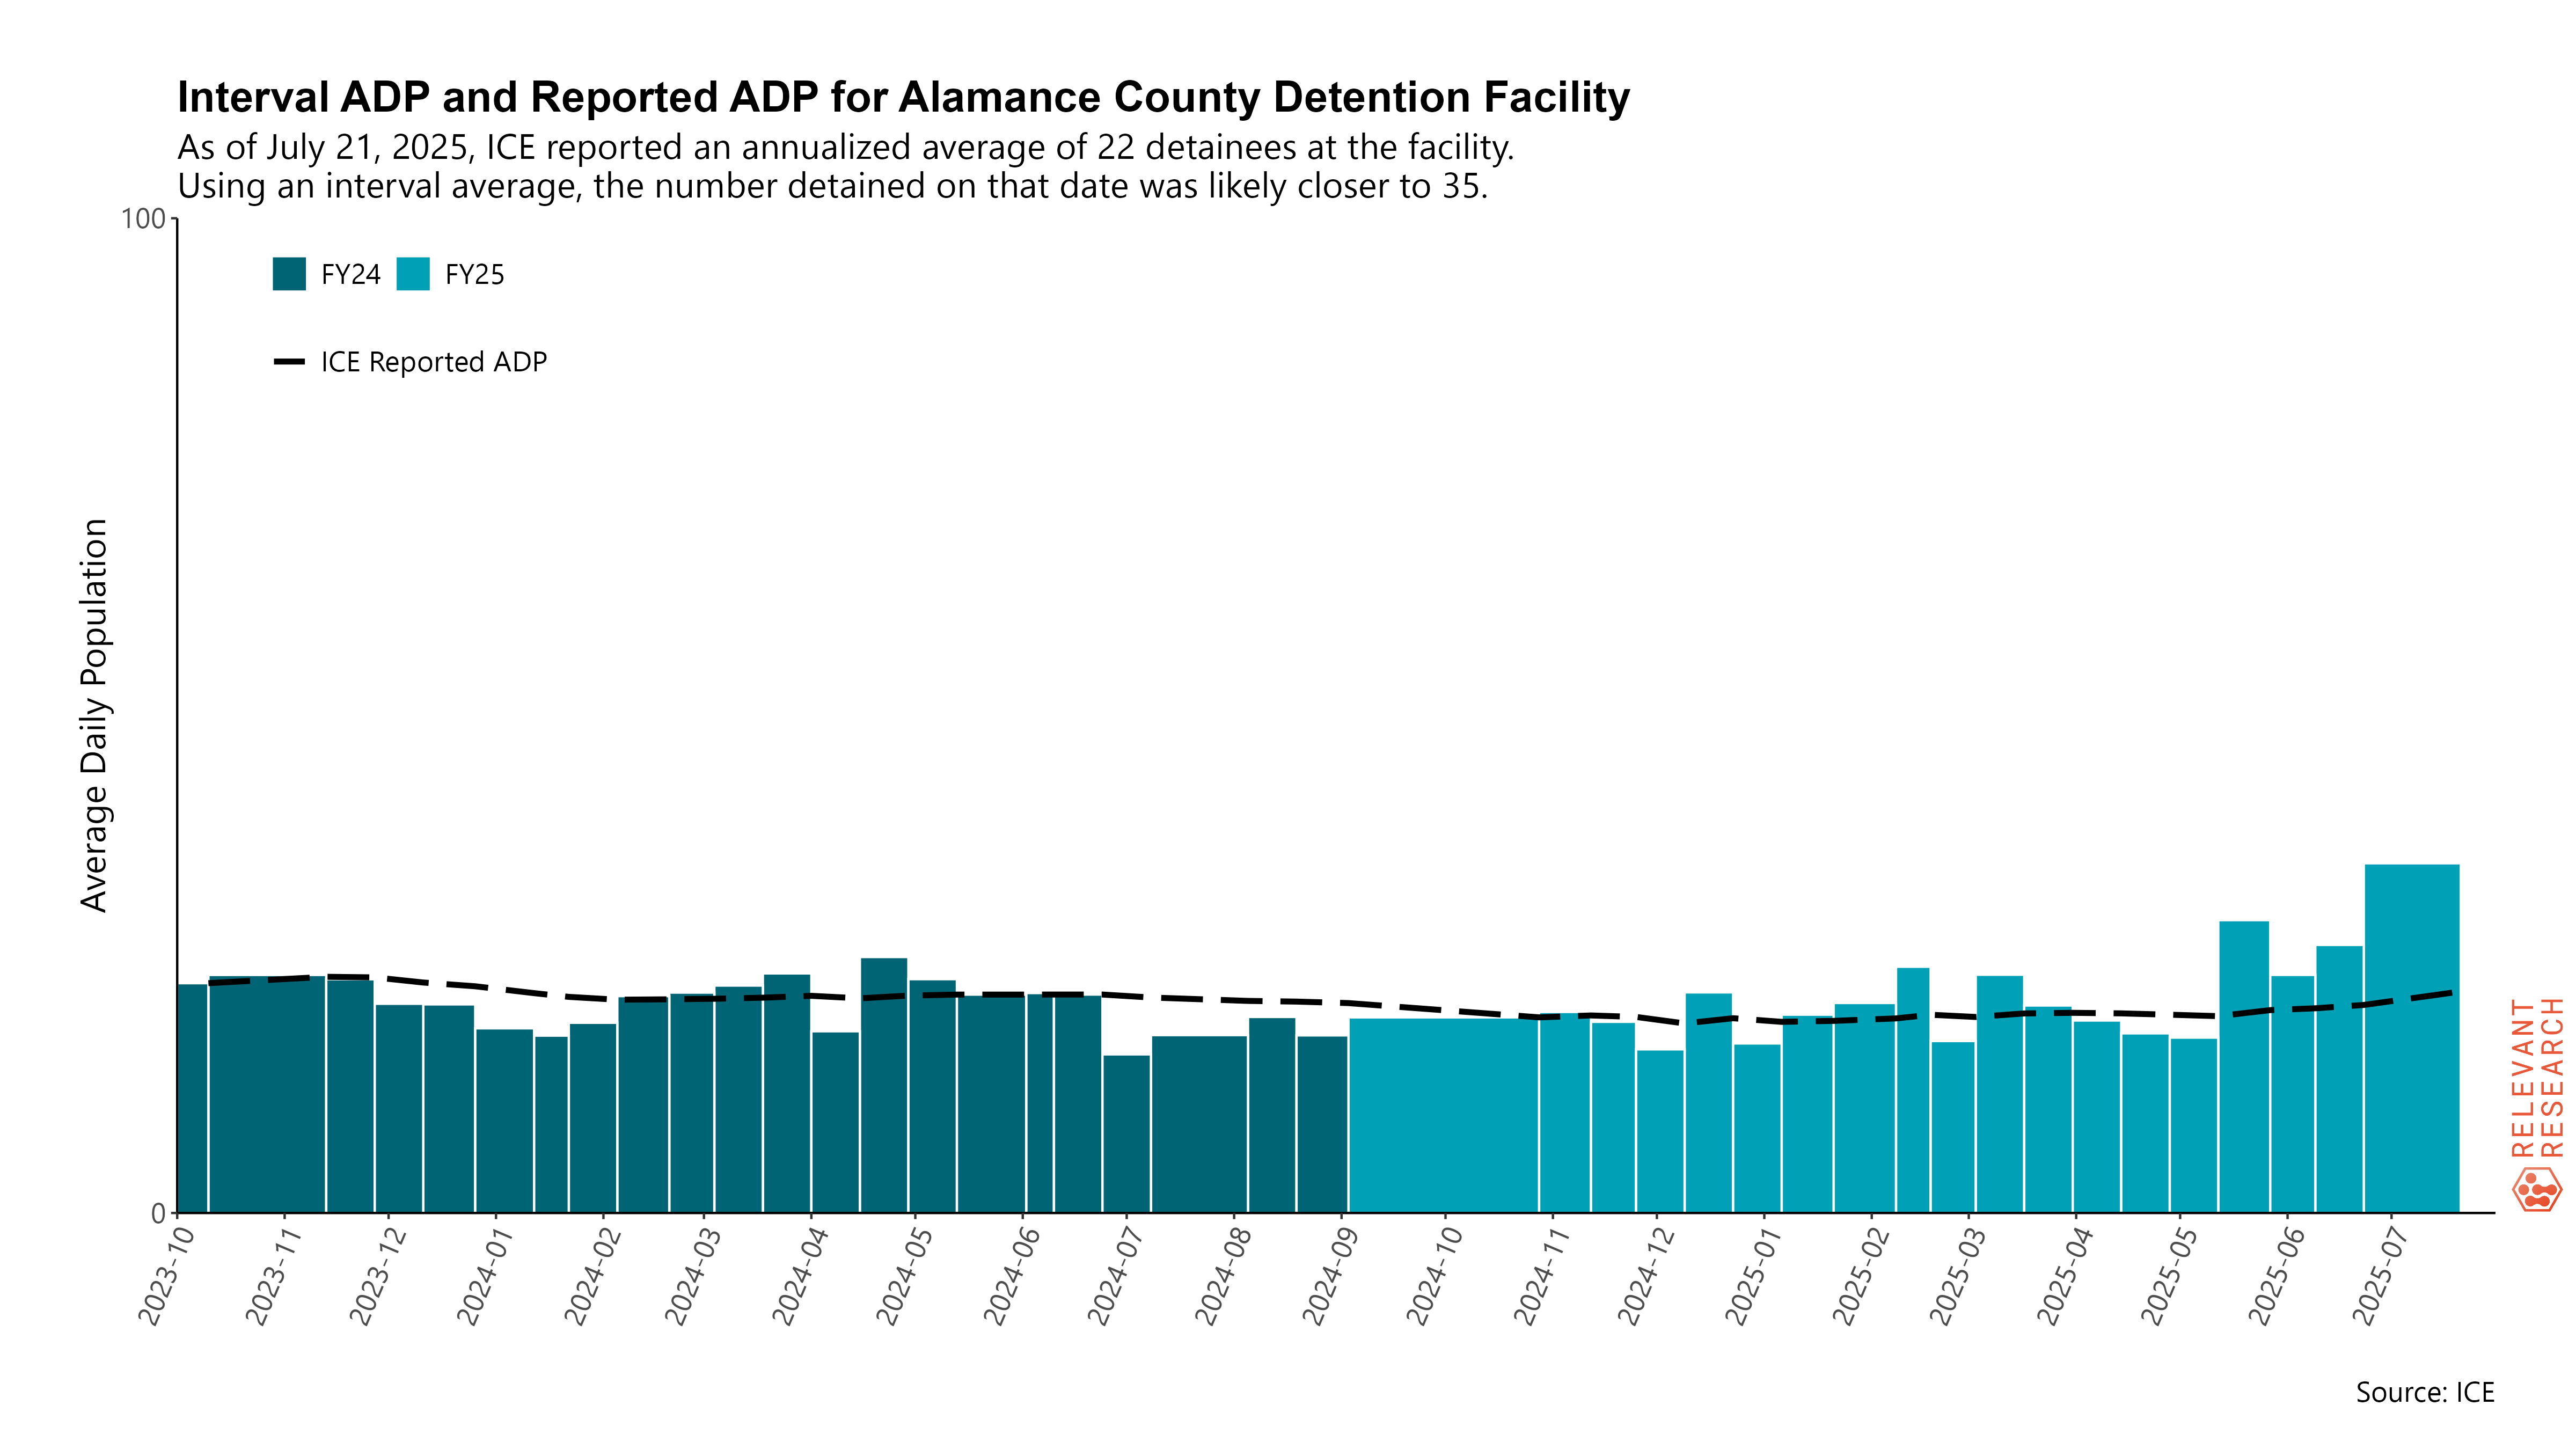 Interval ADP and Reported ADP for Alamance County Detention Facility
As of July 21, 2025, ICE reported an annualized average of 22 detainees at the facility.
Using an interval average, the number detained on that date was likely closer to 35.
100
FY24 FY25
ICE Reported ADP
Average Daily Population
0
2023-10 2023-11 2023-12 2024-01 2024-02 2024-03 2024-04 2024-05 2024-06 2024-07 2024-08 2024-09 2024-10 2024-11 2024-12 2025-01 2025-02 2025-03 2025-04 2025-05 2025-06 2025-07
RELEVANT
RESEARCH
Source: ICE